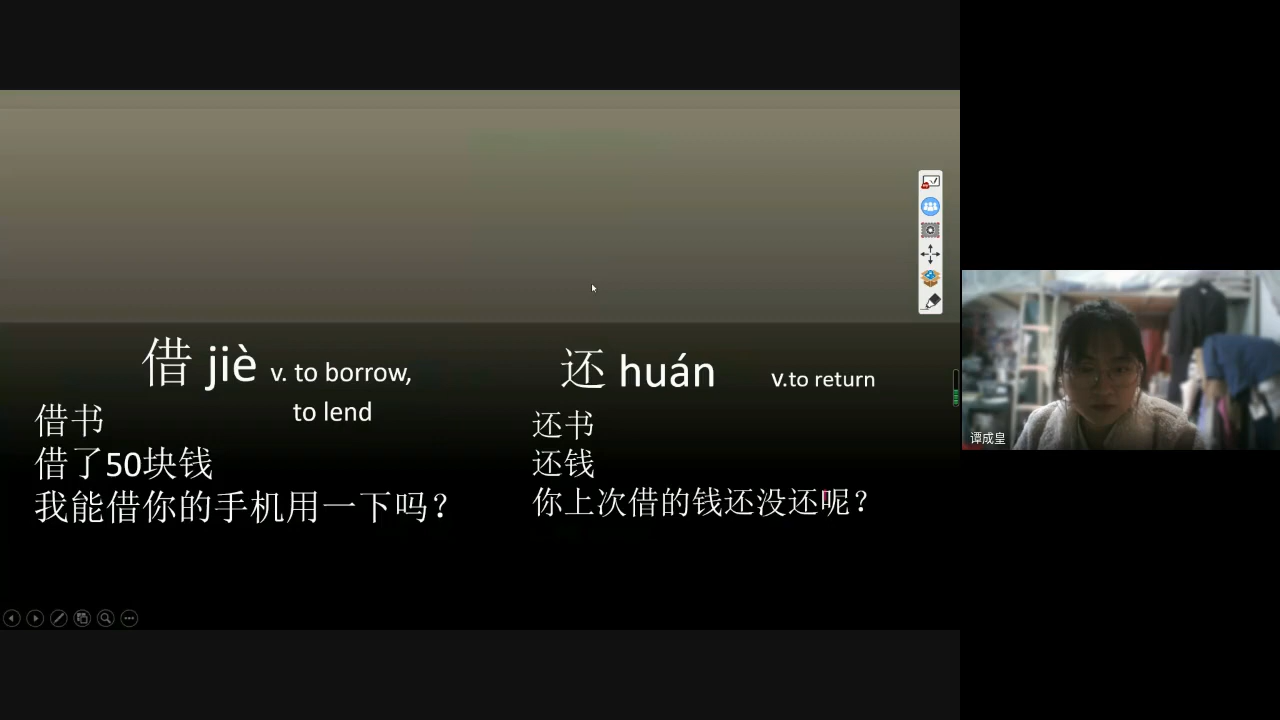 借 jiè v. to borrow,
to lend
借书
借了50块钱
我能借你的手机用一下吗？
还 huán v.to return
还书
还钱
你上次借的钱还没还呢？
谭成皇